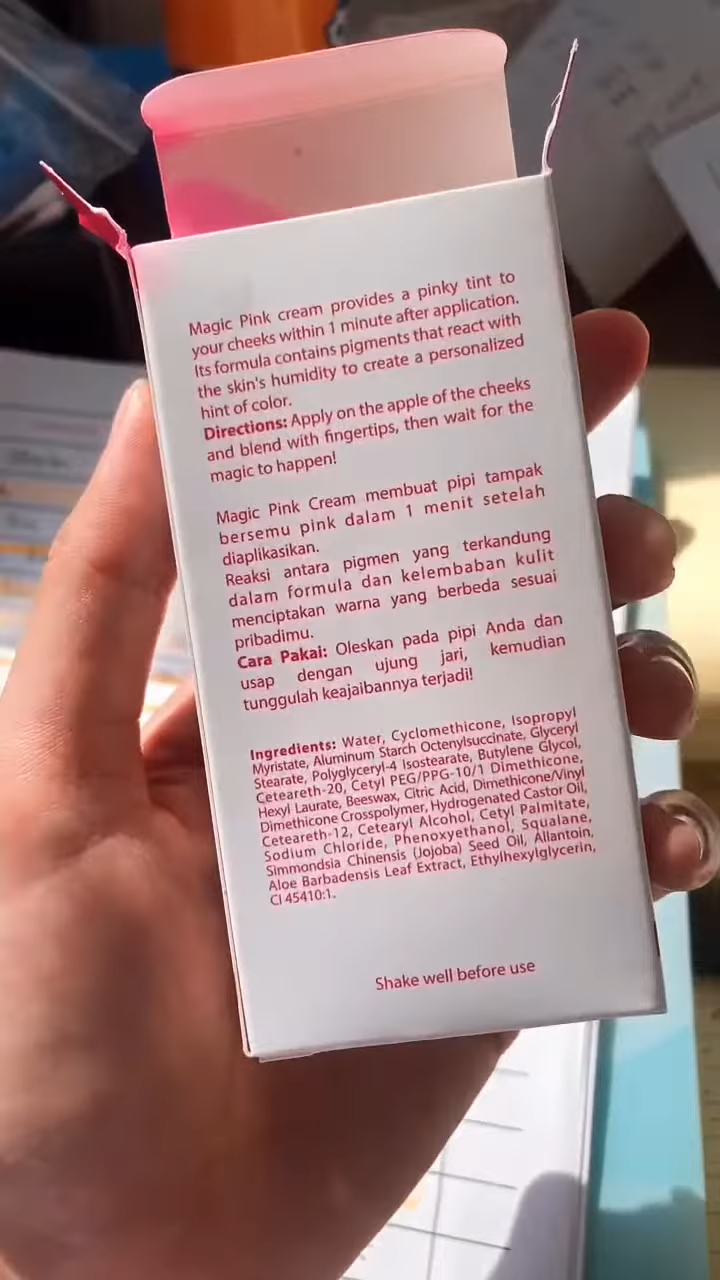 Magic Pink cream provides a pinky tint to
your cheeks within 1 minute after application.
Its formula contains pigments that react with
the skin's humidity to create a personalized
hint of color.
Directions: Apply on the apple of the cheeks
and blend with fingertips, then wait for the
magic to happen!
Magic Pink Cream membuat pipi tampak
bersemu pink dalam 1 menit setelah
diaplikasikan.
Reaksi antara pigmen yang terkandung
dalam formula dan kelembaban kulit
menciptakan warna yang berbeda sesuai
pribadimu.
Cara Pakai: Oleskan pada pipi Anda dan
usap dengan ujung jari, kemudian
tunggulah keajaibannya terjadi!
Ingredients: Water, Cyclomethicone, Isopropyl
Myristate, Aluminum Starch Octenylsuccinate, Glyceryl
Stearate, Polyglyceryl-4 Isostearate, Butylene Glycol,
Ceteareth-20, Cetyl PEG/PPG-10/1 Dimethicone,
Hexyl Laurate, Beeswax, Citric Acid, Dimethicone/Vinyl
Dimethicone Crosspolymer, Hydrogenated Castor Oil,
Ceteareth-12, Cetearyl Alcohol, Cetyl Palmitate,
Sodium Chloride, Phenoxyethanol, Squalane,
Simmondsia Chinensis (Jojoba) Seed Oil, Allantoin,
Aloe Barbadensis Leaf Extract, Ethylhexylglycerin,
CI 45410:1.
Shake well before use